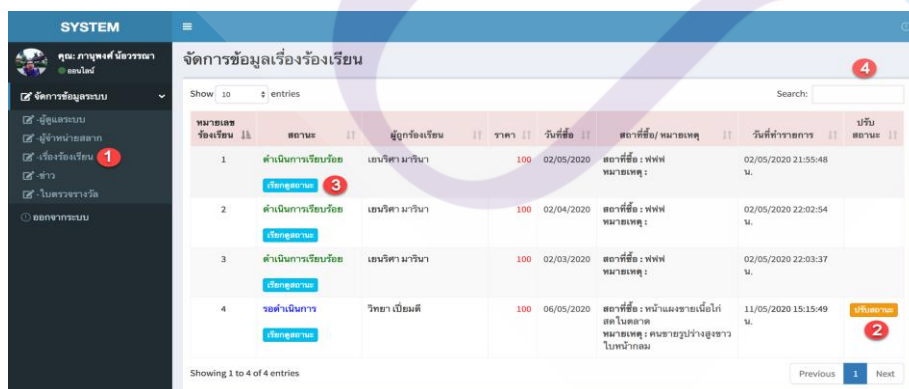 SYSTEM
คุณ: ภานุพงศ์ นัยวรรณา
ออนไลน์
จัดการข้อมูลระบบ
-ผู้ดูแลระบบ
-ผู้จำหน่ายสลาก
-เรื่องร้องเรียน 1
-ข่าว
-ใบตรวจรางวัล
ออกจากระบบ
จัดการข้อมูลเรื่องร้องเรียน
4
Show 10 entries Search:
หมายเลขร้องเรียน สถานะ ผู้ถูกร้องเรียน ราคา วันที่ซื้อ สถาที่ซื้อ/ หมายเหตุ วันที่ทำรายการ ปรับสถานะ
1 ดำเนินการเรียบร้อย เยนริศา มารินา 100 02/05/2020 สถาที่ซื้อ : ฟฟฟ 02/05/2020 21:55:48
หมายเหตุ : น.
เรียกดูสถานะ 3
2 ดำเนินการเรียบร้อย เยนริศา มารินา 100 02/04/2020 สถาที่ซื้อ : ฟฟฟ 02/05/2020 22:02:54
หมายเหตุ : น.
เรียกดูสถานะ
3 ดำเนินการเรียบร้อย เยนริศา มารินา 100 02/03/2020 สถาที่ซื้อ : ฟฟฟ 02/05/2020 22:03:37
หมายเหตุ : น.
เรียกดูสถานะ
4 รอดำเนินการ วิทยา เปี่ยมดี 100 06/05/2020 สถาที่ซื้อ : หน้าแผงขายเนื้อไก่ 11/05/2020 15:15:49 ปรับสถานะ
สดในตลาด น.
เรียกดูสถานะ หมายเหตุ : คนขายรูปร่างสูงขาว 2
ใบหน้ากลม
Showing 1 to 4 of 4 entries Previous 1 Next